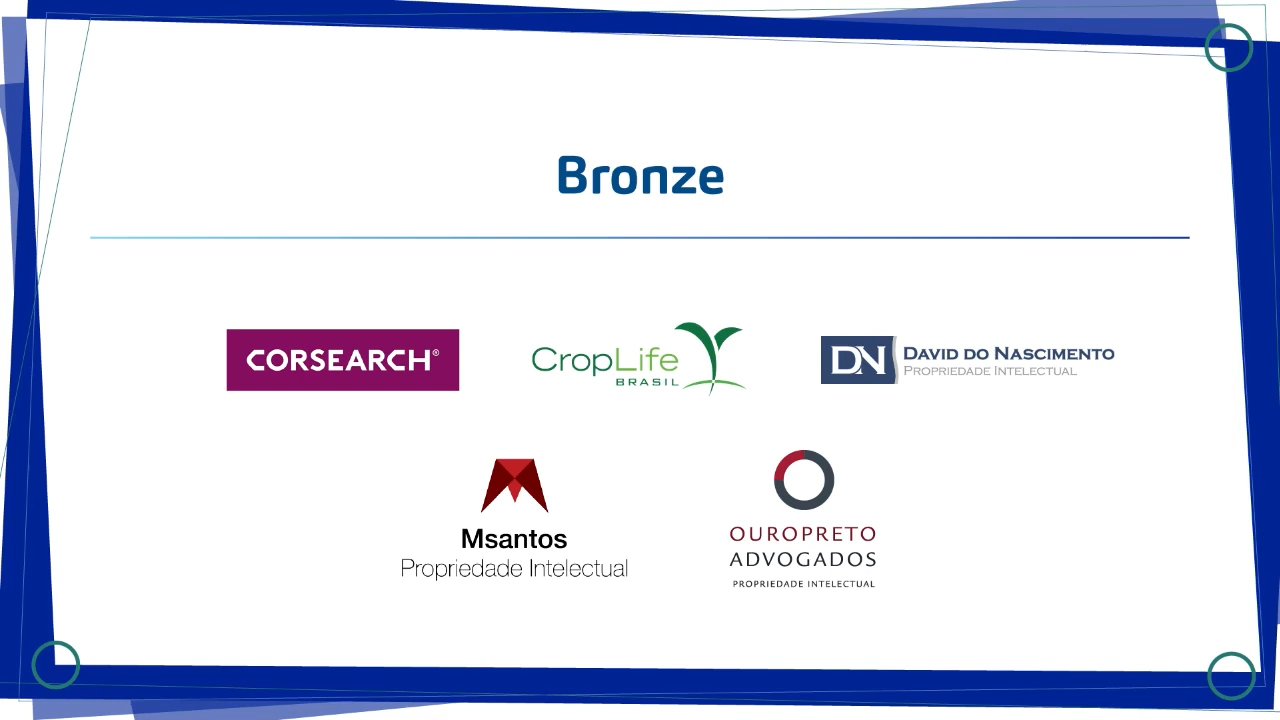 Bronze
CORSEARCH®
CropLife
BRASIL
DN
DAVID DO NASCIMENTO
PROPRIEDADE INTELECTUAL
Msantos
Propriedade Intelectual
OUROPRETO
ADVOGADOS
PROPRIEDADE INTELECTUAL